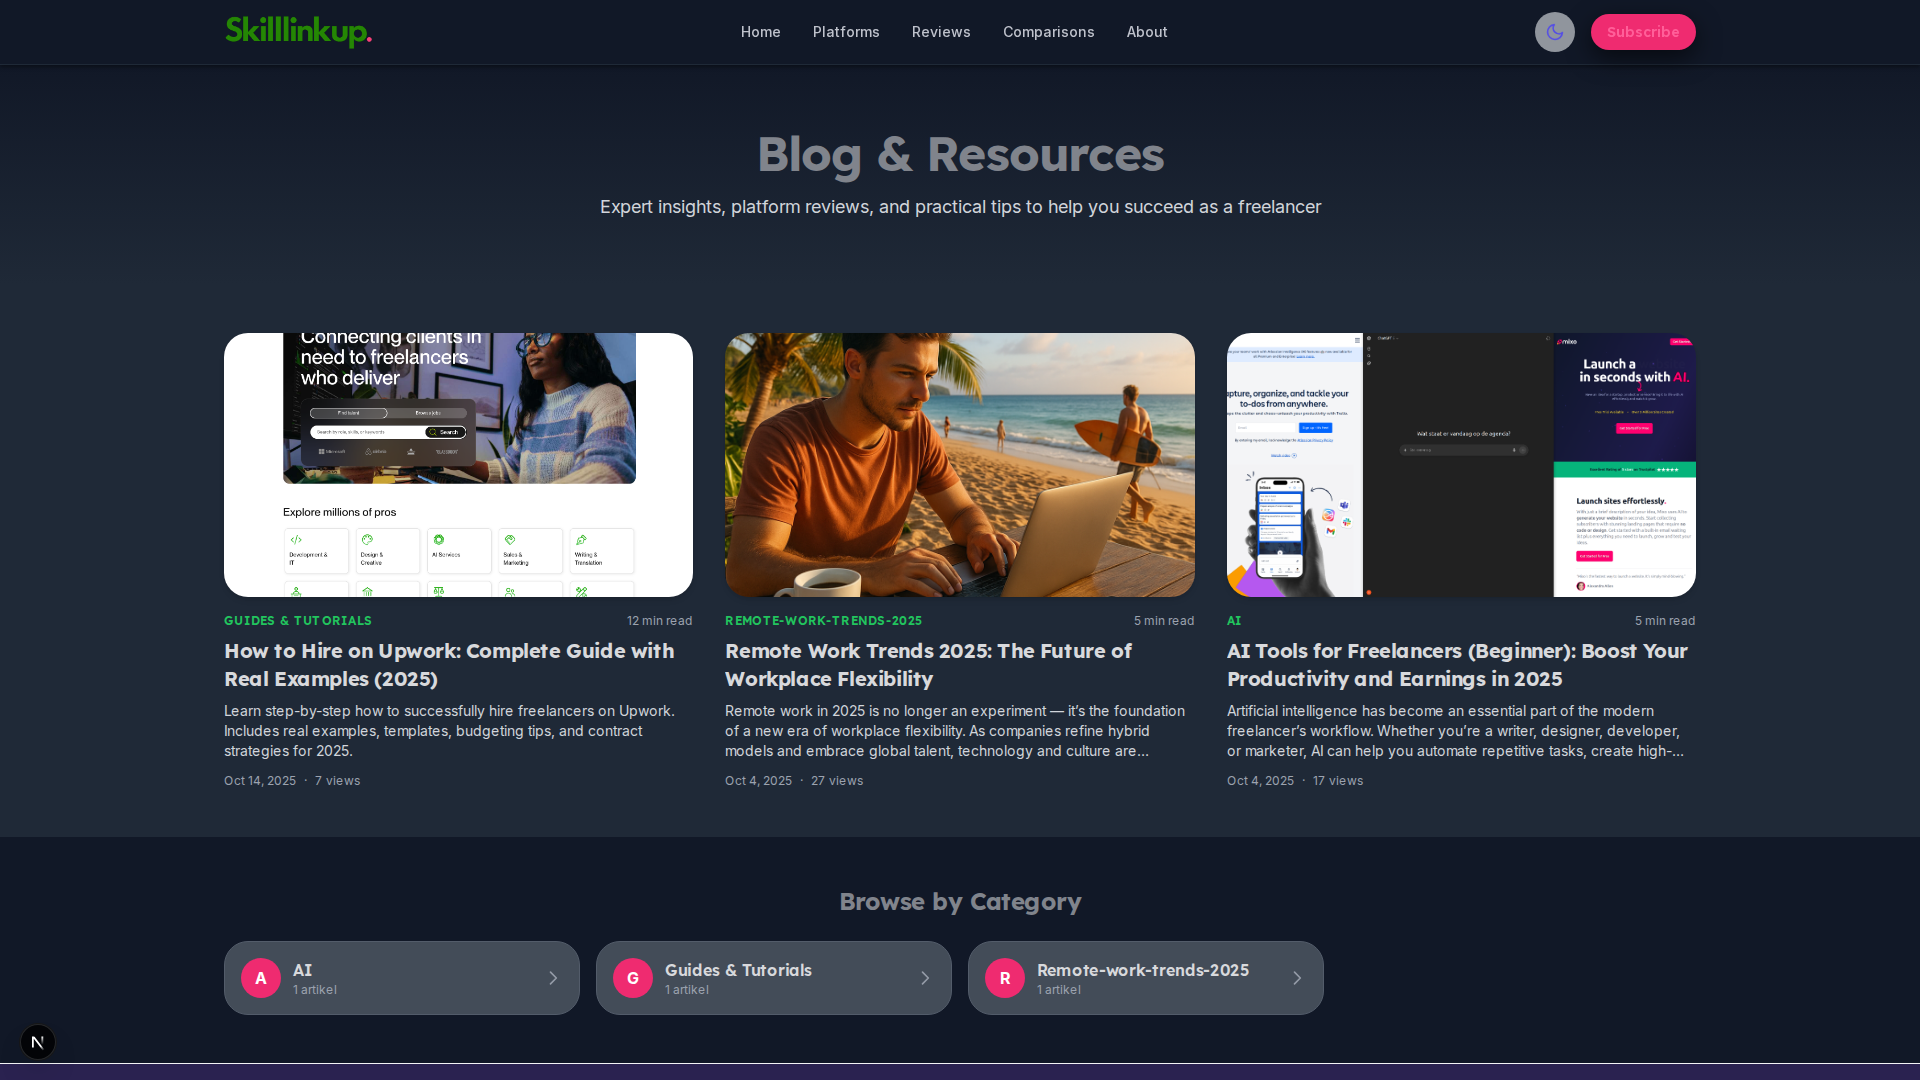 Skilllinkup.
Home
Platforms
Reviews
Comparisons
About
Subscribe
Blog & Resources
Expert insights, platform reviews, and practical tips to help you succeed as a freelancer
Connecting clients in
need to freelancers
who deliver
Find talent
Browse jobs
Search by role, skills, or keywords
Search
Microsoft
airbnb
Explore millions of pros
Development &
IT
Design &
Creative
AI Services
Sales &
Marketing
Writing &
Translation
apture, organize, and tackle your
to-dos from anywhere.
Inbox
ChatGPT
Wat staat er vandaag op de agenda?
mixo
Launch a
in seconds with AI.
Launch sites effortlessly.
GUIDES & TUTORIALS
12 min read
How to Hire on Upwork: Complete Guide with
Real Examples (2025)
Learn step-by-step how to successfully hire freelancers on Upwork.
Includes real examples, templates, budgeting tips, and contract
strategies for 2025.
Oct 14, 2025 · 7 views
REMOTE-WORK-TRENDS-2025
5 min read
Remote Work Trends 2025: The Future of
Workplace Flexibility
Remote work in 2025 is no longer an experiment — it’s the foundation
of a new era of workplace flexibility. As companies refine hybrid
models and embrace global talent, technology and culture are…
Oct 4, 2025 · 27 views
AI
5 min read
AI Tools for Freelancers (Beginner): Boost Your
Productivity and Earnings in 2025
Artificial intelligence has become an essential part of the modern
freelancer’s workflow. Whether you’re a writer, designer, developer,
or marketer, AI can help you automate repetitive tasks, create high-…
Oct 4, 2025 · 17 views
Browse by Category
A
AI
1 artikel
G
Guides & Tutorials
1 artikel
R
Remote-work-trends-2025
1 artikel
N